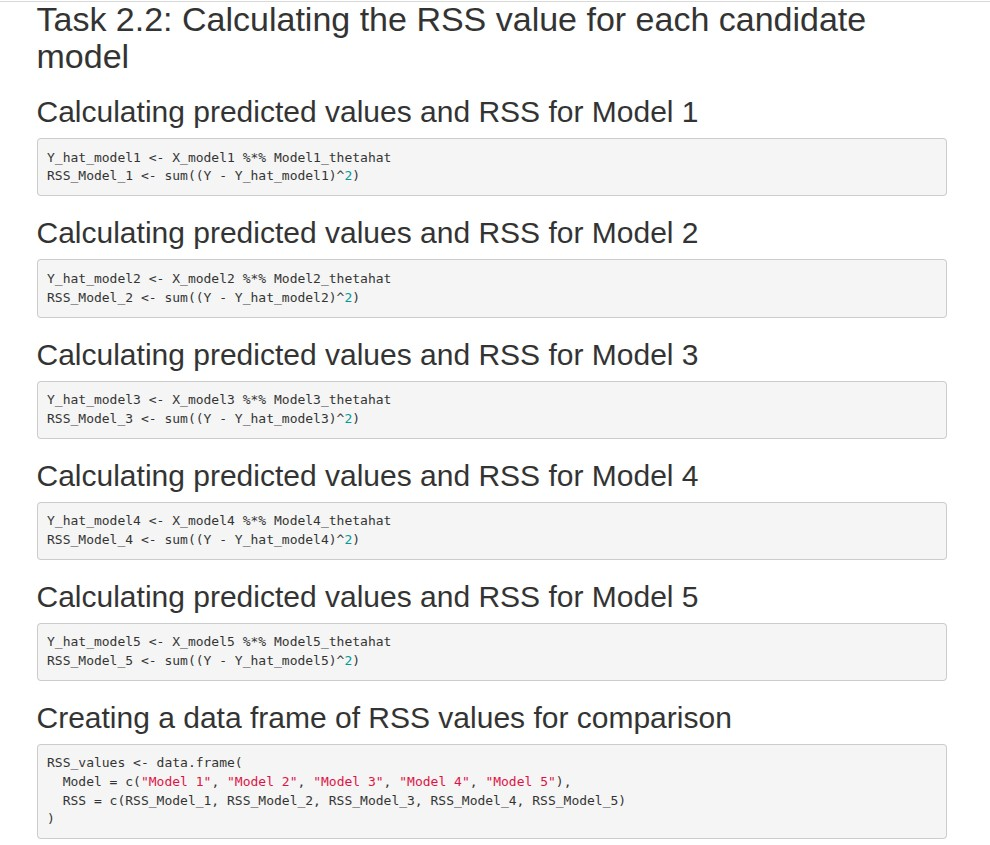 Task 2.2: Calculating the RSS value for each candidate
model
Calculating predicted values and RSS for Model 1
Y_hat_model1 <- X_model1 %*% Model1_thetahat
RSS_Model_1 <- sum((Y - Y_hat_model1)^2)
Calculating predicted values and RSS for Model 2
Y_hat_model2 <- X_model2 %*% Model2_thetahat
RSS_Model_2 <- sum((Y - Y_hat_model2)^2)
Calculating predicted values and RSS for Model 3
Y_hat_model3 <- X_model3 %*% Model3_thetahat
RSS_Model_3 <- sum((Y - Y_hat_model3)^2)
Calculating predicted values and RSS for Model 4
Y_hat_model4 <- X_model4 %*% Model4_thetahat
RSS_Model_4 <- sum((Y - Y_hat_model4)^2)
Calculating predicted values and RSS for Model 5
Y_hat_model5 <- X_model5 %*% Model5_thetahat
RSS_Model_5 <- sum((Y - Y_hat_model5)^2)
Creating a data frame of RSS values for comparison
RSS_values <- data.frame(
  Model = c("Model 1", "Model 2", "Model 3", "Model 4", "Model 5"),
  RSS = c(RSS_Model_1, RSS_Model_2, RSS_Model_3, RSS_Model_4, RSS_Model_5)
)